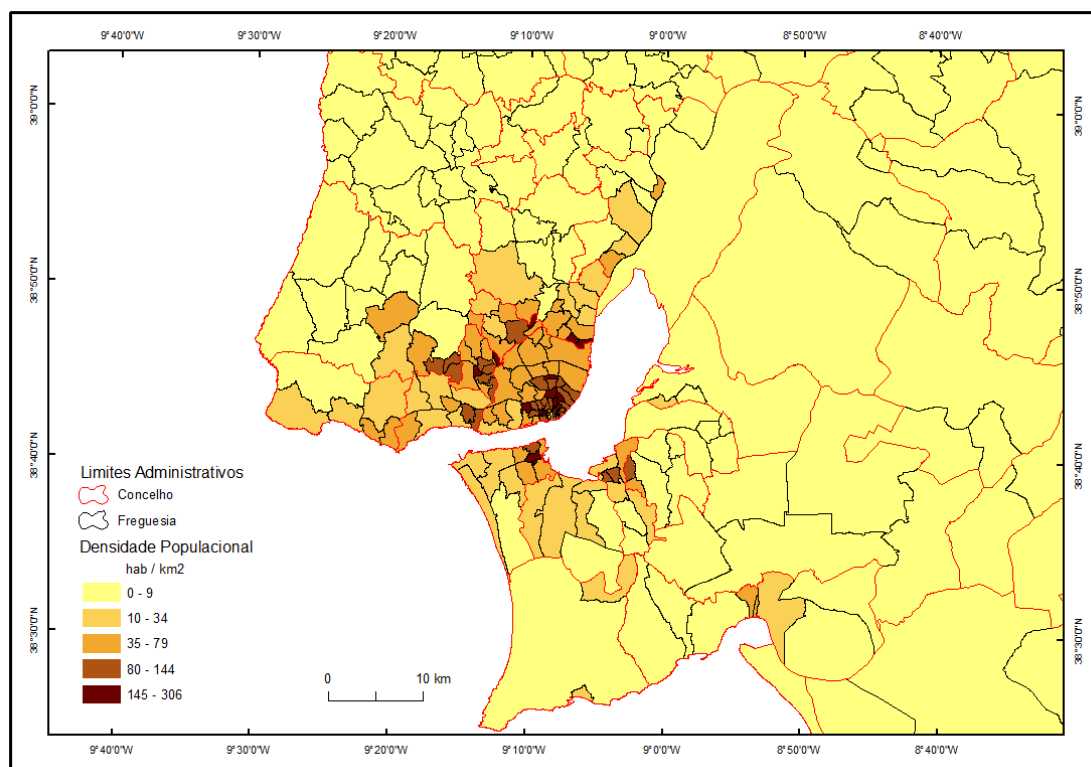 9°40'0"W 9°30'0"W 9°20'0"W 9°10'0"W 9°0'0"W 8°50'0"W 8°40'0"W
39°0'0"N 39°0'0"N
38°50'0"N 38°50'0"N
38°40'0"N 38°40'0"N
Limites Administrativos
Concelho
Freguesia
Densidade Populacional
hab / km2
0 - 9
10 - 34
35 - 79
80 - 144
145 - 306
38°30'0"N 38°30'0"N
0 10 km
9°40'0"W 9°30'0"W 9°20'0"W 9°10'0"W 9°0'0"W 8°50'0"W 8°40'0"W